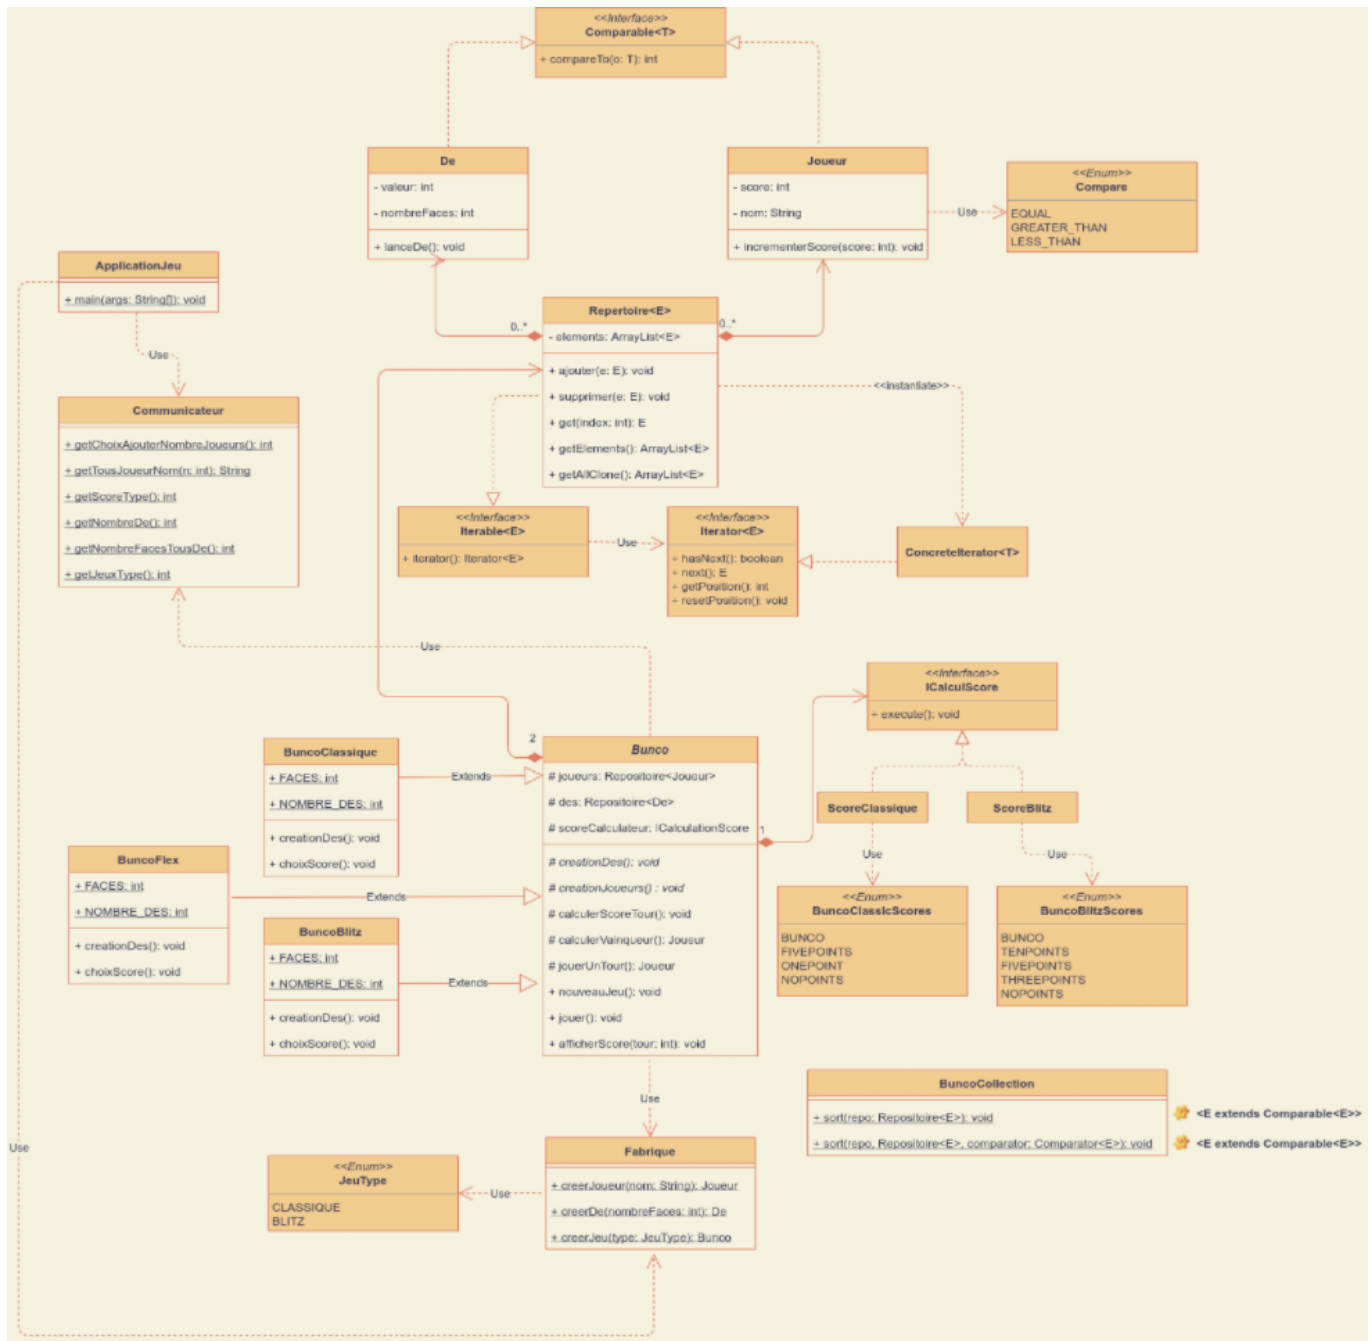 <<Interface>>
Comparable<T>
+ compareTo(o: T): int
De
- valeur: int
- nombreFaces: int
+ lanceDe(): void
Joueur
- score: int
- nom: String
+ incrementerScore(score: int): void
Use
<<Enum>>
Compare
EQUAL
GREATER_THAN
LESS_THAN
ApplicationJeu
+ main(args: String[]): void
Use
Repertoire<E>
0..*
0..*
- elements: ArrayList<E>
+ ajouter(e: E): void
+ supprimer(e: E): void
+ get(index: int): E
+ getElements(): ArrayList<E>
+ getAllClone(): ArrayList<E>
<<instantiate>>
Communicateur
+ getChoixAjouterNombreJoueurs(): int
+ getTousJoueurNom(n: int): String
+ getScoreType(): int
+ getNombreDe(): int
+ getNombreFacesTousDe(): int
+ getJeuxType(): int
<<Interface>>
Iterable<E>
+ iterator(): Iterator<E>
Use
<<Interface>>
Iterator<E>
+ hasNext(): boolean
+ next(): E
+ getPosition(): int
+ resetPosition(): void
ConcreteIterator<T>
Use
<<Interface>>
ICalculScore
+ execute(): void
2
Bunco
# joueurs: Repositoire<Joueur>
# des: Repositoire<De>
# scoreCalculateur: ICalculationScore
1
# creationDes(): void
# creationJoueurs() : void
# calculerScoreTour(): void
# calculerVainqueur(): Joueur
# jouerUnTour(): Joueur
+ nouveauJeu(): void
+ jouer(): void
+ afficherScore(tour: int): void
BuncoClassique
+ FACES: int
+ NOMBRE_DES: int
+ creationDes(): void
+ choixScore(): void
Extends
BuncoFlex
+ FACES: int
+ NOMBRE_DES: int
+ creationDes(): void
+ choixScore(): void
Extends
BuncoBlitz
+ FACES: int
+ NOMBRE_DES: int
+ creationDes(): void
+ choixScore(): void
Extends
ScoreClassique
ScoreBlitz
Use
Use
<<Enum>>
BuncoClassicScores
BUNCO
FIVEPOINTS
ONEPOINT
NOPOINTS
<<Enum>>
BuncoBlitzScores
BUNCO
TENPOINTS
FIVEPOINTS
THREEPOINTS
NOPOINTS
Use
BuncoCollection
+ sort(repo: Repositoire<E>): void
<E extends Comparable<E>>
+ sort(repo, Repositoire<E>, comparator: Comparator<E>): void
<E extends Comparable<E>>
Use
<<Enum>>
JeuType
CLASSIQUE
BLITZ
Use
Fabrique
+ creerJoueur(nom: String): Joueur
+ creerDe(nombreFaces: int): De
+ creerJeu(type: JeuType): Bunco